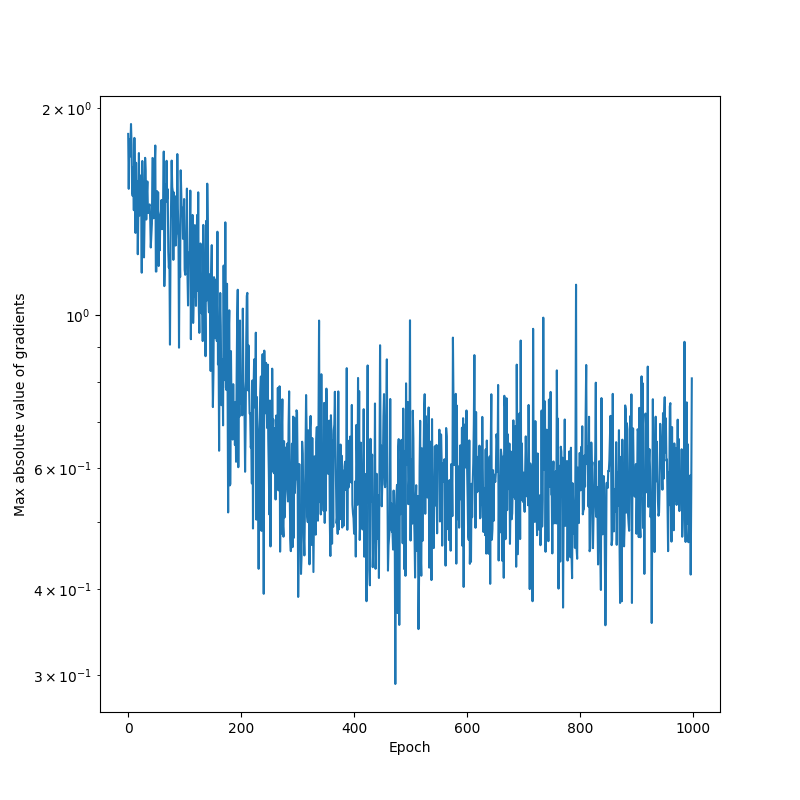 Max absolute value of gradients
2 × 10⁰
10⁰
6 × 10⁻¹
4 × 10⁻¹
3 × 10⁻¹
0 200 400 600 800 1000
Epoch